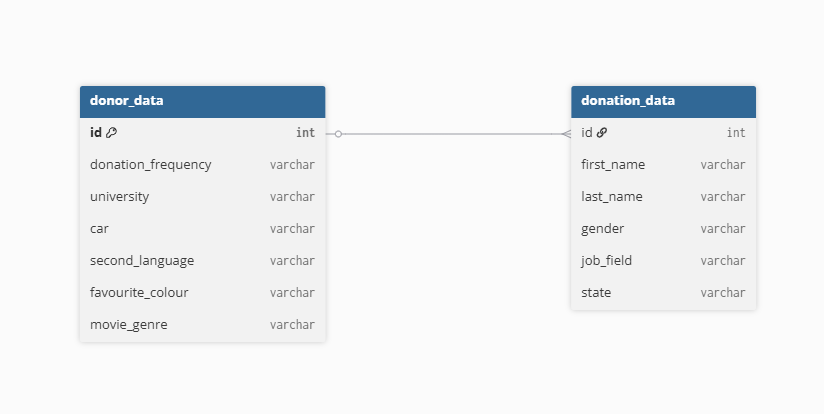 donor_data
id int
donation_frequency varchar
university varchar
car varchar
second_language varchar
favourite_colour varchar
movie_genre varchar
donation_data
id int
first_name varchar
last_name varchar
gender varchar
job_field varchar
state varchar